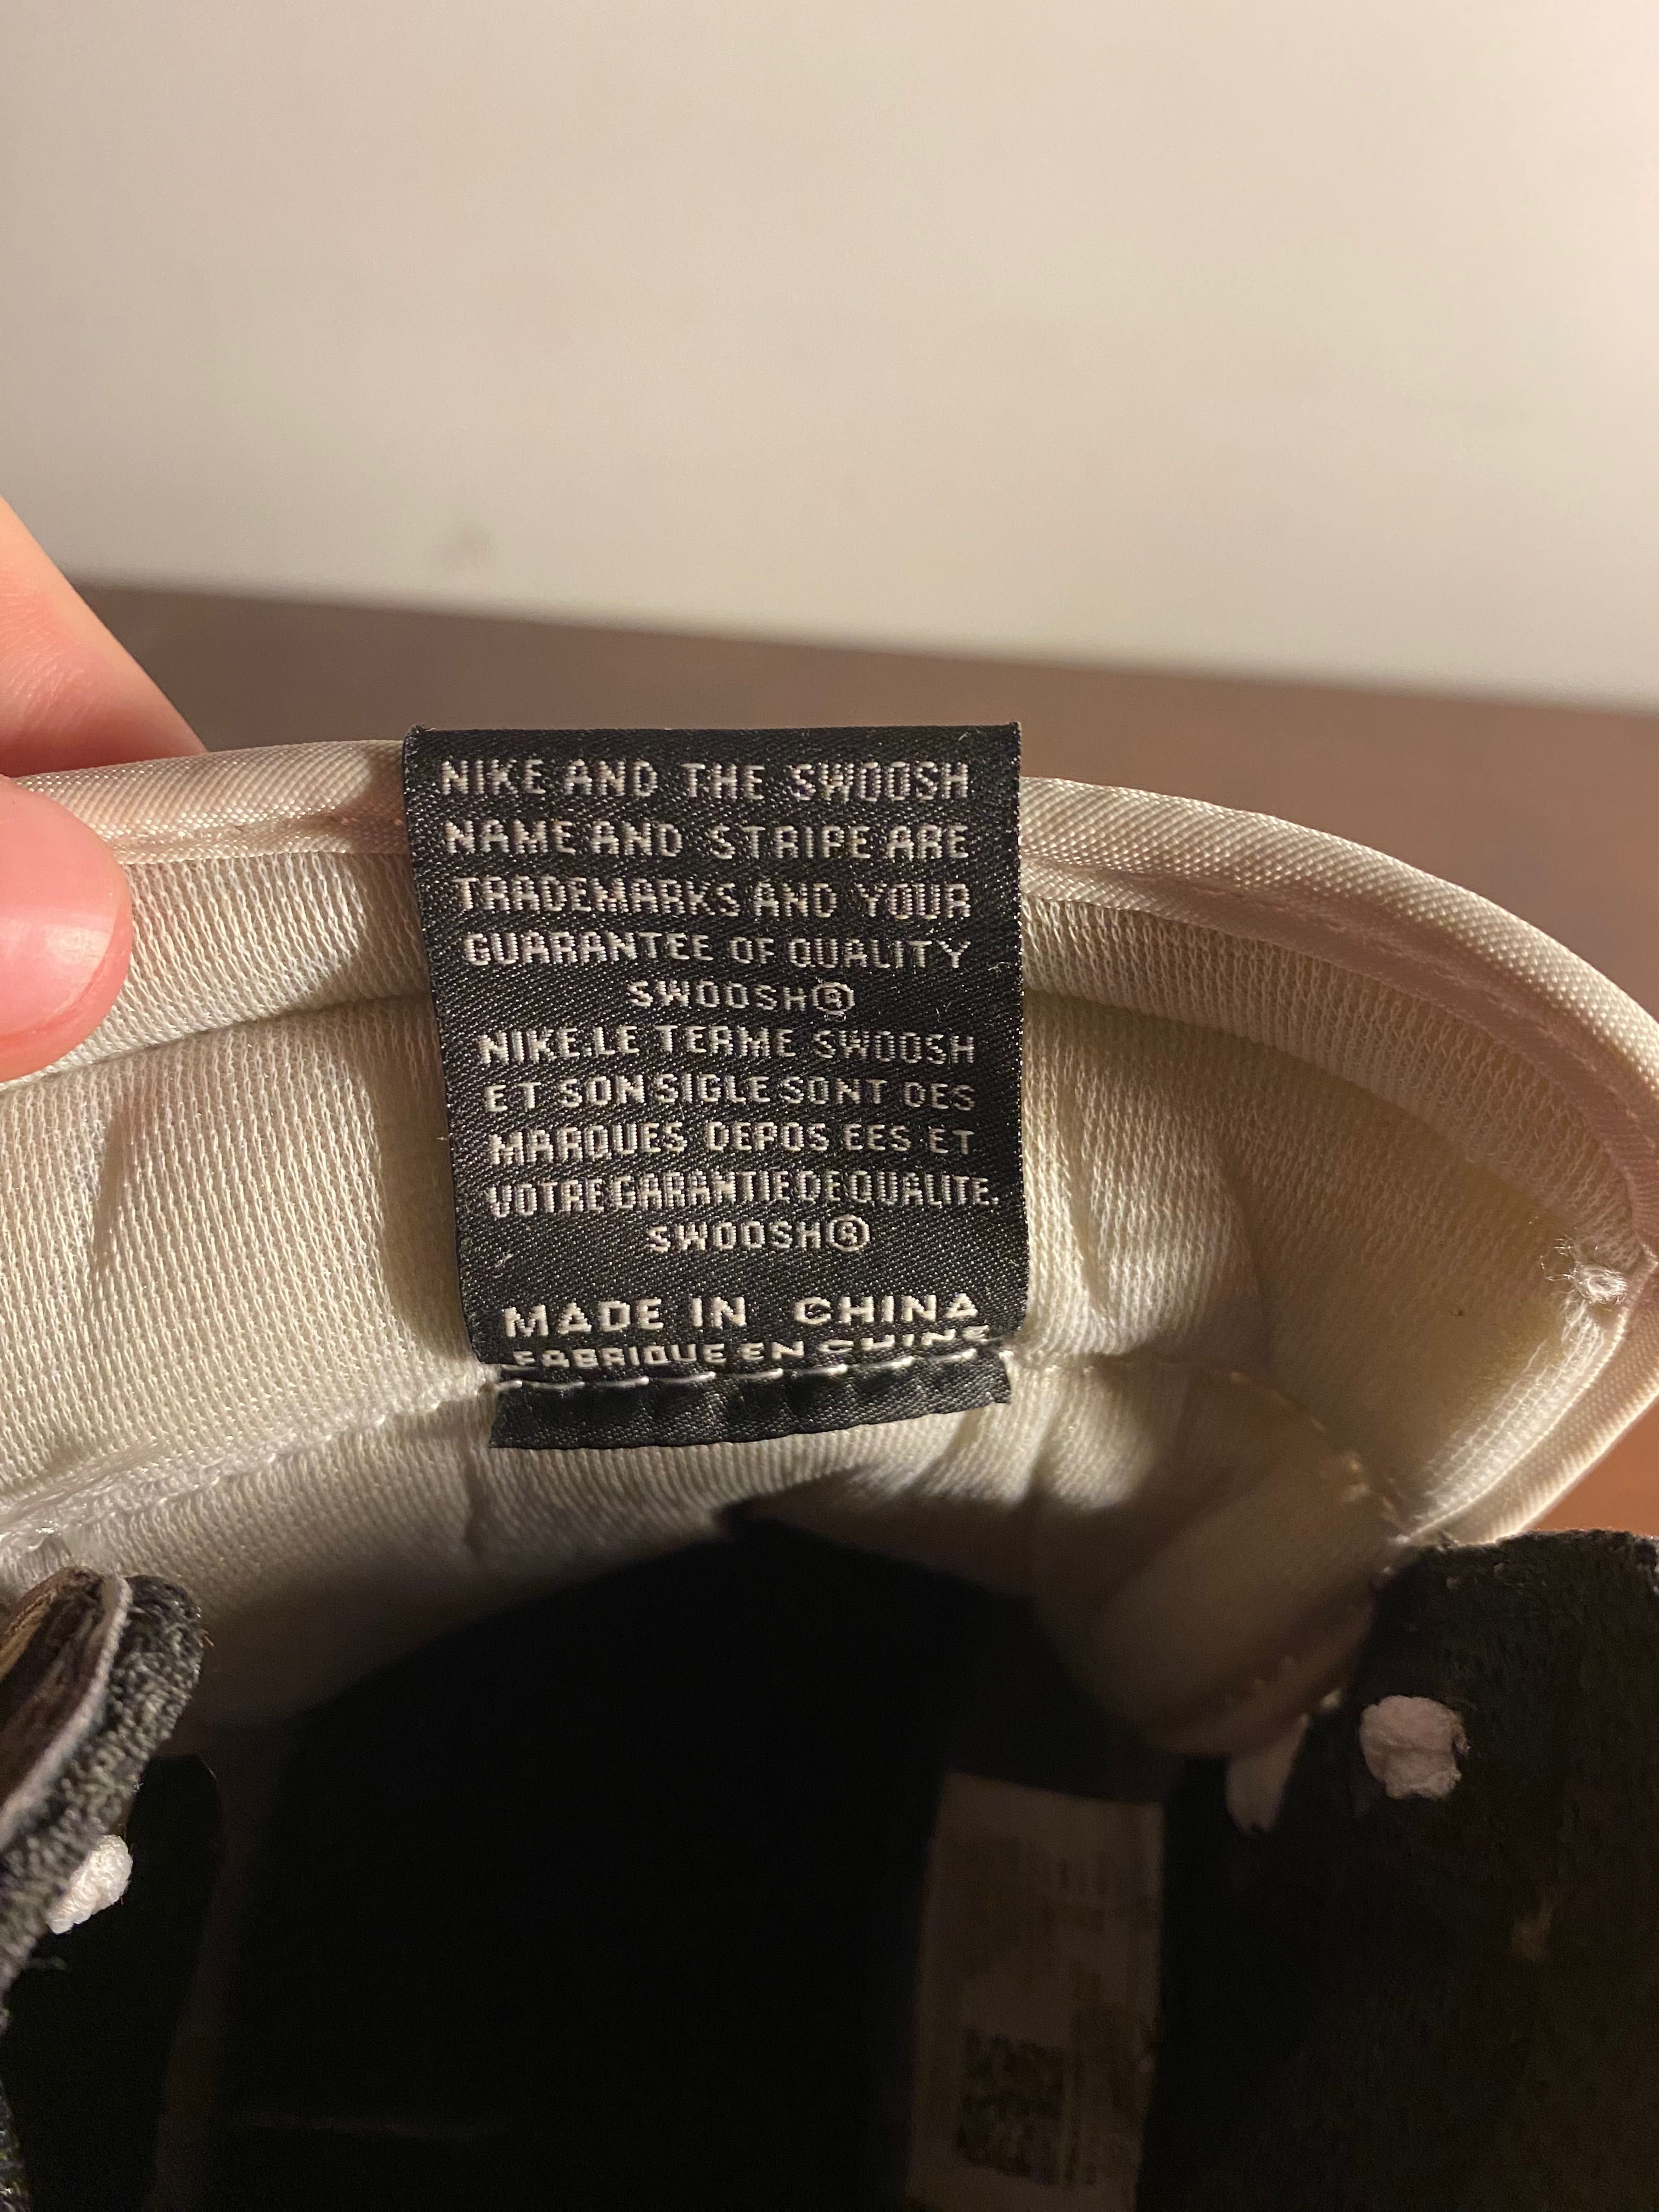 NIKE AND THE SWOOSH
NAME AND STRIPE ARE
TRADEMARKS AND YOUR
GUARANTEE OF QUALITY
SWOOSH®
NIKE.LE TERME SWOOSH
ET SON SIGLE SONT DES
MARQUES DEPOS EES ET
VOTRE GARANTIE DE QUALITE.
SWOOSH®
MADE IN CHINA
FABRIQUE EN CHINE